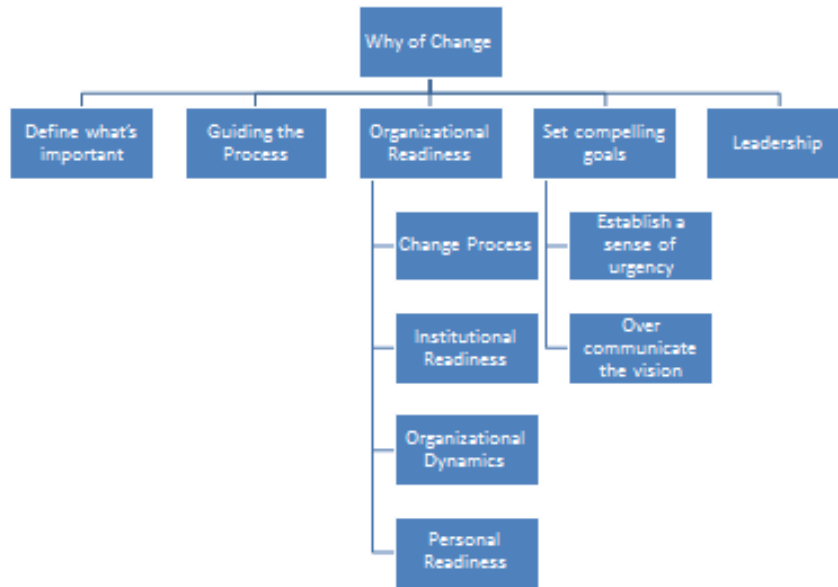 Why of Change
Define what's
important
Guiding the
Process
Organizational
Readiness
Set compelling
goals
Leadership
Change Process
Institutional
Readiness
Organizational
Dynamics
Personal
Readiness
Establish a
sense of
urgency
Over
communicate
the vision